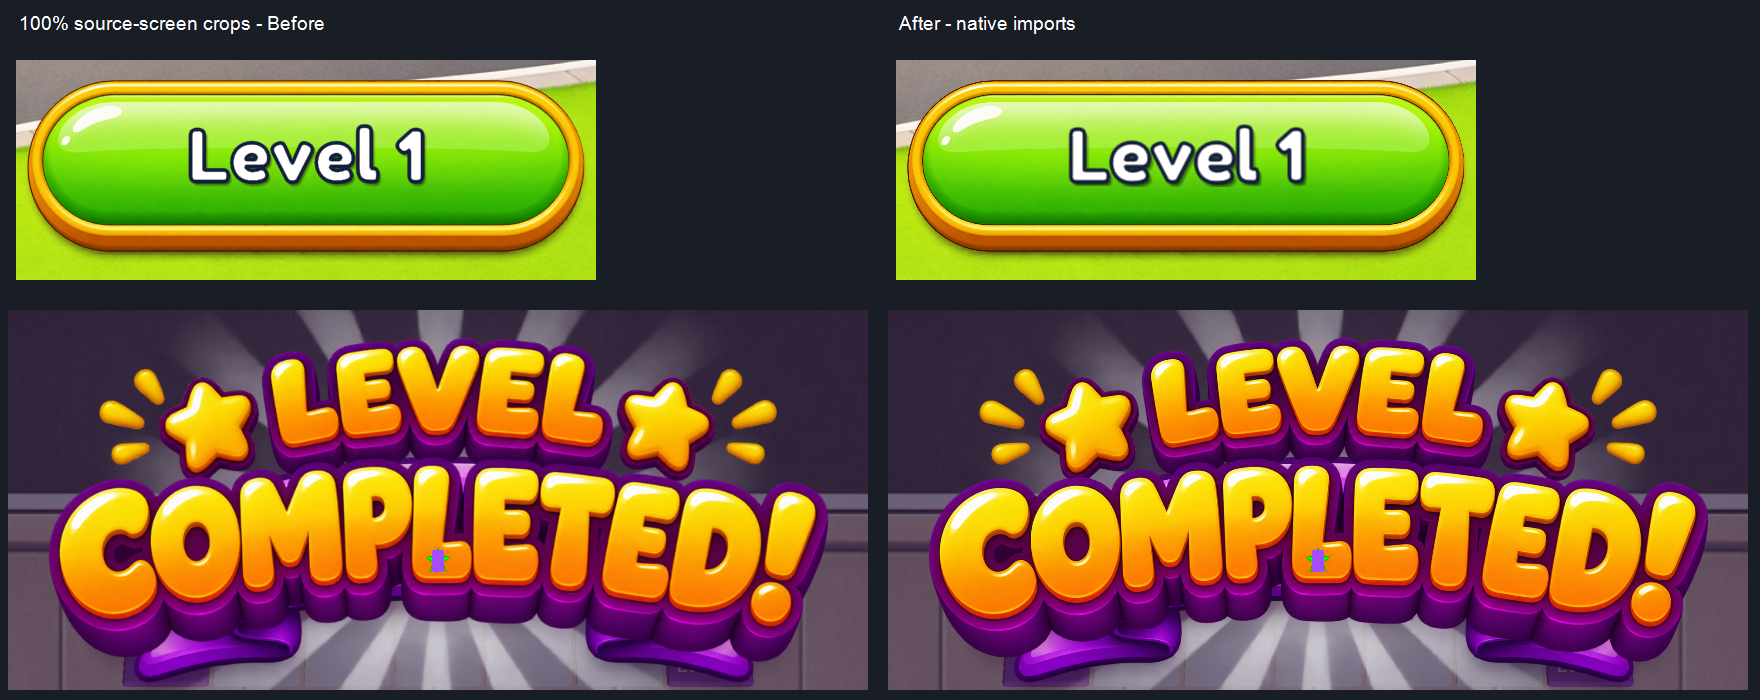 100% source-screen crops - Before
After - native imports
Level 1
Level 1
LEVEL
COMPLETED!
LEVEL
COMPLETED!